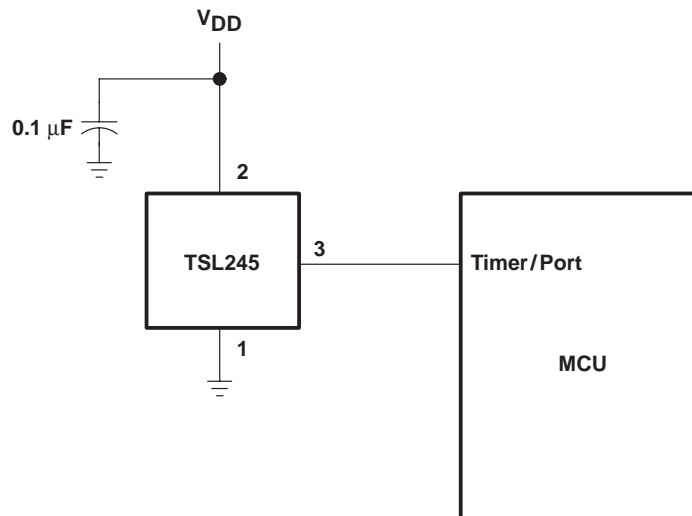 VDD
0.1 μF
2
TSL245
3
Timer/Port
1
MCU